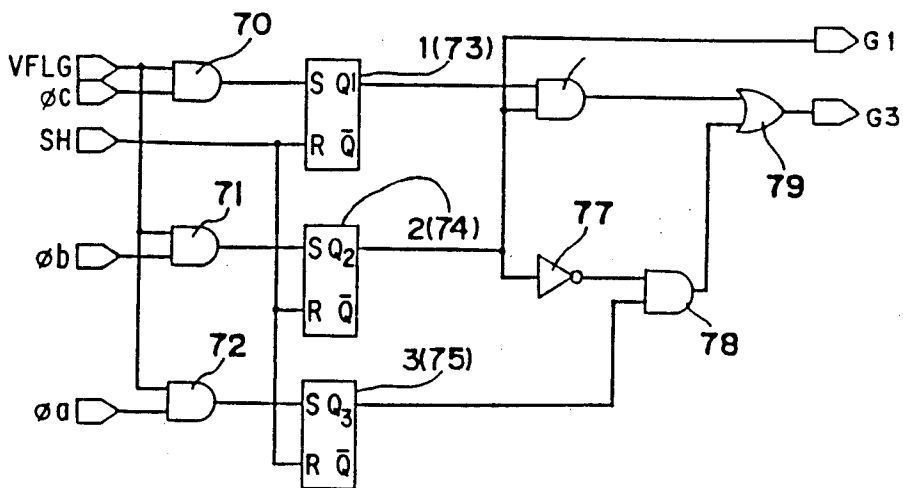 70
VFLG
øc
S Q1
1(73)
G1
G3
SH
R Q̅
79
71
øb
S Q2
2(74)
77
R Q̅
78
72
3(75)
øa
S Q3
R Q̅